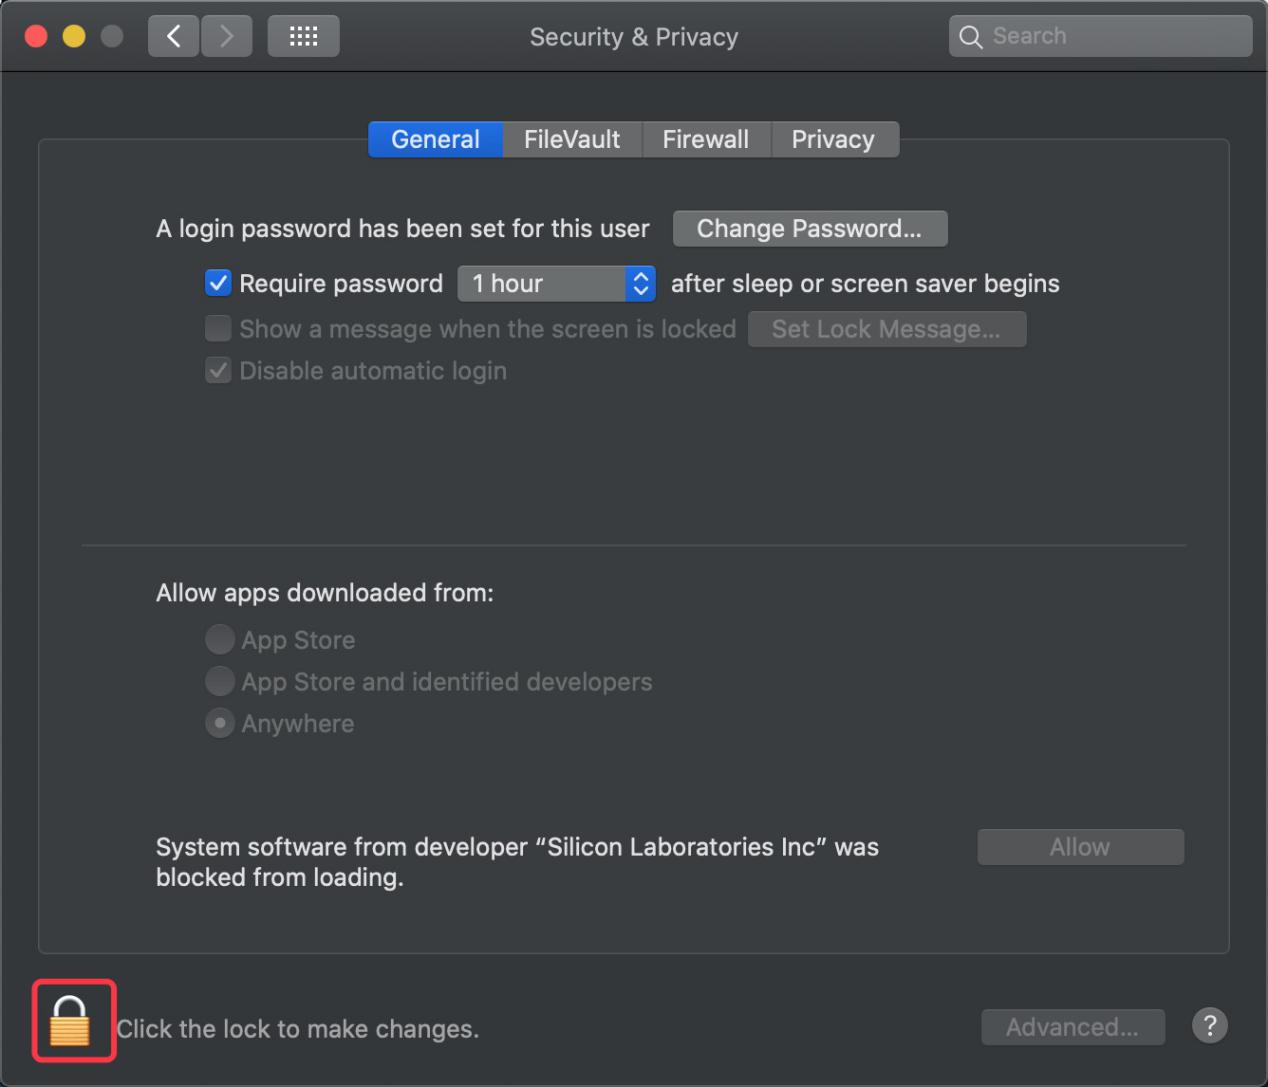 Security & Privacy
Search
General FileVault Firewall Privacy
A login password has been set for this user Change Password...
Require password 1 hour after sleep or screen saver begins
Show a message when the screen is locked Set Lock Message...
Disable automatic login
Allow apps downloaded from:
App Store
App Store and identified developers
Anywhere
System software from developer “Silicon Laboratories Inc” was
blocked from loading.
Allow
Click the lock to make changes.
Advanced...
?